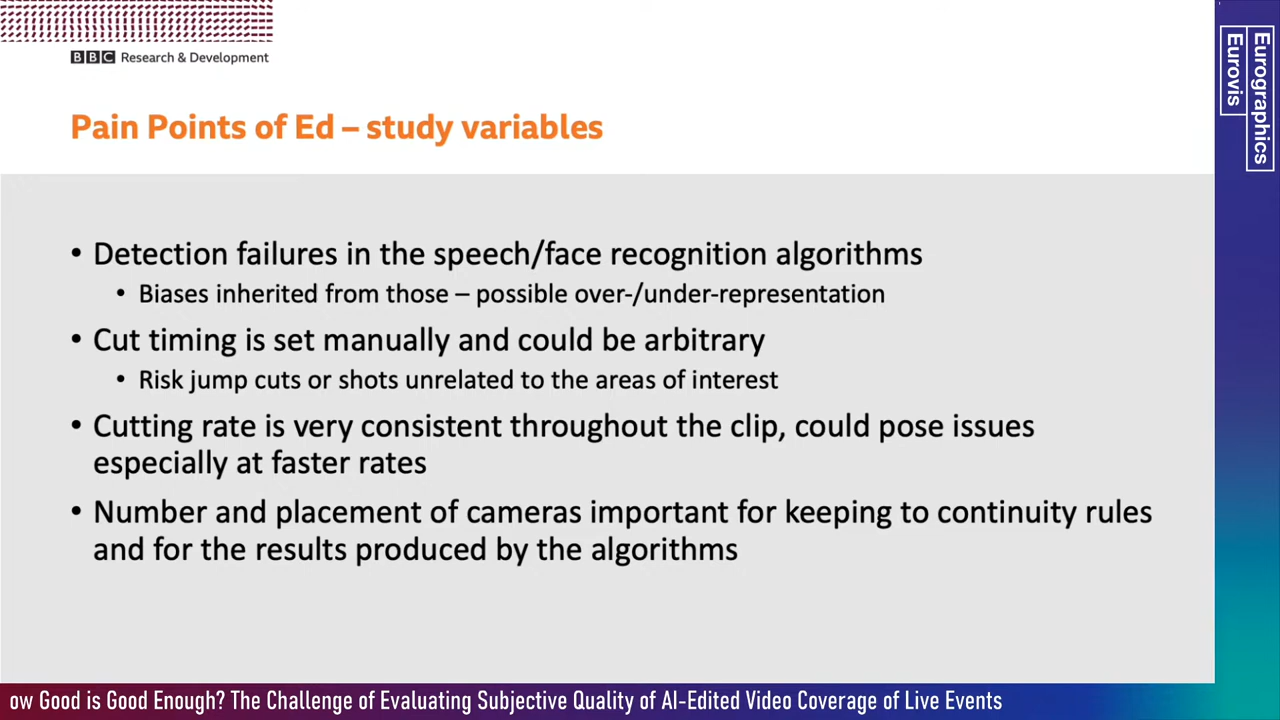 BBC Research & Development
Pain Points of Ed – study variables
• Detection failures in the speech/face recognition algorithms
• Biases inherited from those – possible over-/under-representation
• Cut timing is set manually and could be arbitrary
• Risk jump cuts or shots unrelated to the areas of interest
• Cutting rate is very consistent throughout the clip, could pose issues
especially at faster rates
• Number and placement of cameras important for keeping to continuity rules
and for the results produced by the algorithms
Eurographics
Eurovis
ow Good is Good Enough? The Challenge of Evaluating Subjective Quality of AI-Edited Video Coverage of Live Events